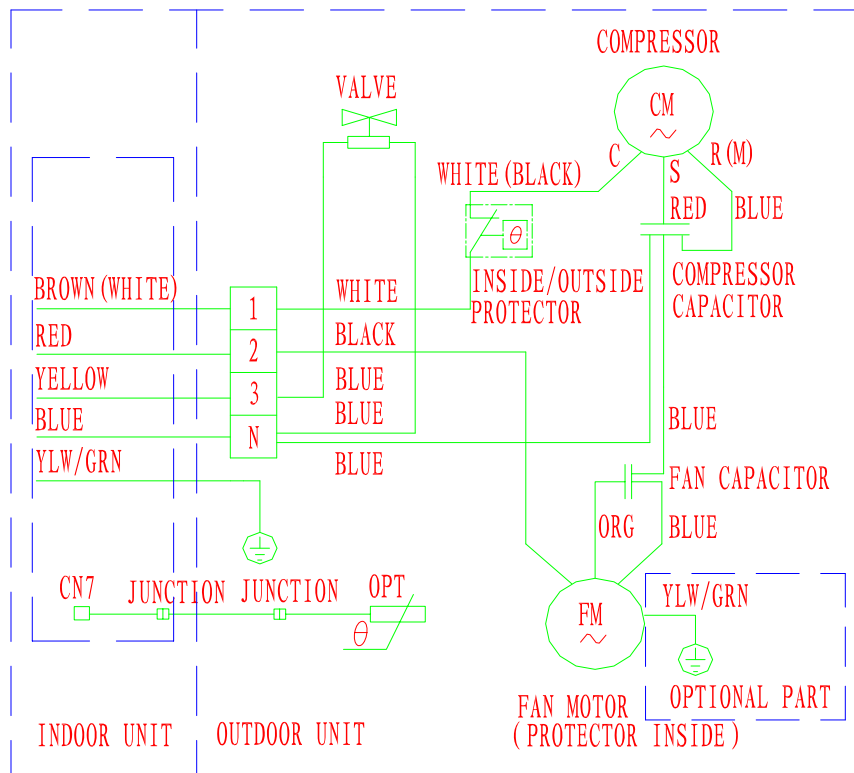 COMPRESSOR
VALVE
CM
C
S
R(M)
WHITE(BLACK)
RED
BLUE
θ
INSIDE/OUTSIDE
PROTECTOR
COMPRESSOR
CAPACITOR
BROWN(WHITE)
1
WHITE
RED
2
BLACK
YELLOW
3
BLUE
BLUE
N
BLUE
BLUE
BLUE
YLW/GRN
FAN CAPACITOR
ORG
BLUE
CN7
JUNCTION
JUNCTION
OPT
θ
FM
YLW/GRN
OPTIONAL PART
FAN MOTOR
(PROTECTOR INSIDE)
INDOOR UNIT
OUTDOOR UNIT